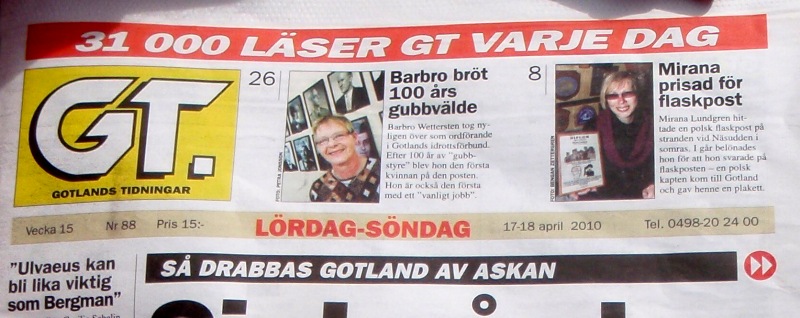 31 000 LÄSER GT VARJE DAG
GT.
GOTLANDS TIDNINGAR
26
Barbro bröt
100 års
gubbvälde
Barbro Wettersten tog ny-
ligen över som ordförande
i Gotlands idrottsförbund.
Efter 100 år av "gubb-
styre" blev hon den första
kvinnan på den posten.
Hon är också den första
med ett "vanligt jobb".
8
Mirana
prisad för
flaskpost
Mirana Lundgren hit-
tade en polsk flaskpost på
stranden vid Näsudden i
somras. I går belönades
hon för att hon svarade på
flaskposten – en polsk
kapten kom till Gotland
och gav henne en plakett.
Vecka 15 Nr 88 Pris 15:- LÖRDAG-SÖNDAG 17-18 april 2010 Tel. 0498-20 24 00
"Ulvaeus kan
bli lika viktig
som Bergman"
SÅ DRABBAS GOTLAND AV ASKAN